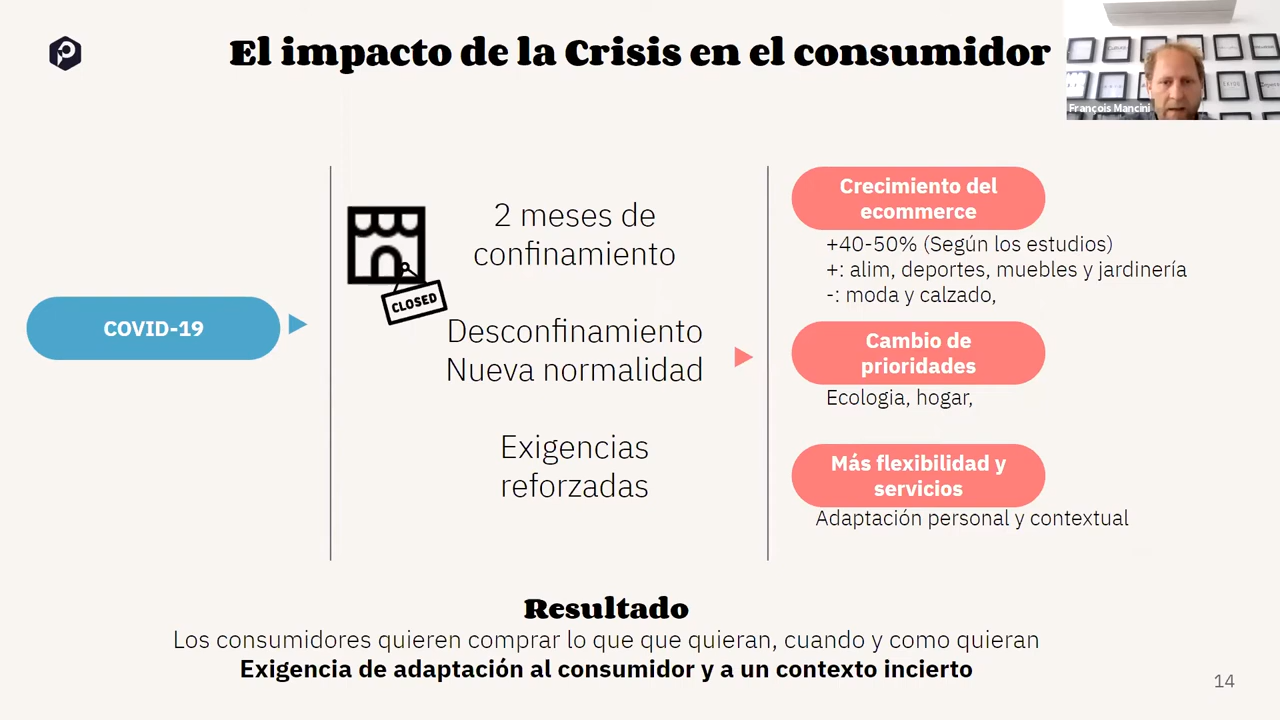 El impacto de la Crisis en el consumidor
François Mancini
COVID-19
2 meses de
confinamiento
CLOSED
Desconfinamiento
Nueva normalidad
Exigencias
reforzadas
Crecimiento del
ecommerce
+40-50% (Según los estudios)
+: alim, deportes, muebles y jardinería
-: moda y calzado,
Cambio de
prioridades
Ecologia, hogar,
Más flexibilidad y
servicios
Adaptación personal y contextual
Resultado
Los consumidores quieren comprar lo que que quieran, cuando y como quieran
Exigencia de adaptación al consumidor y a un contexto incierto
14